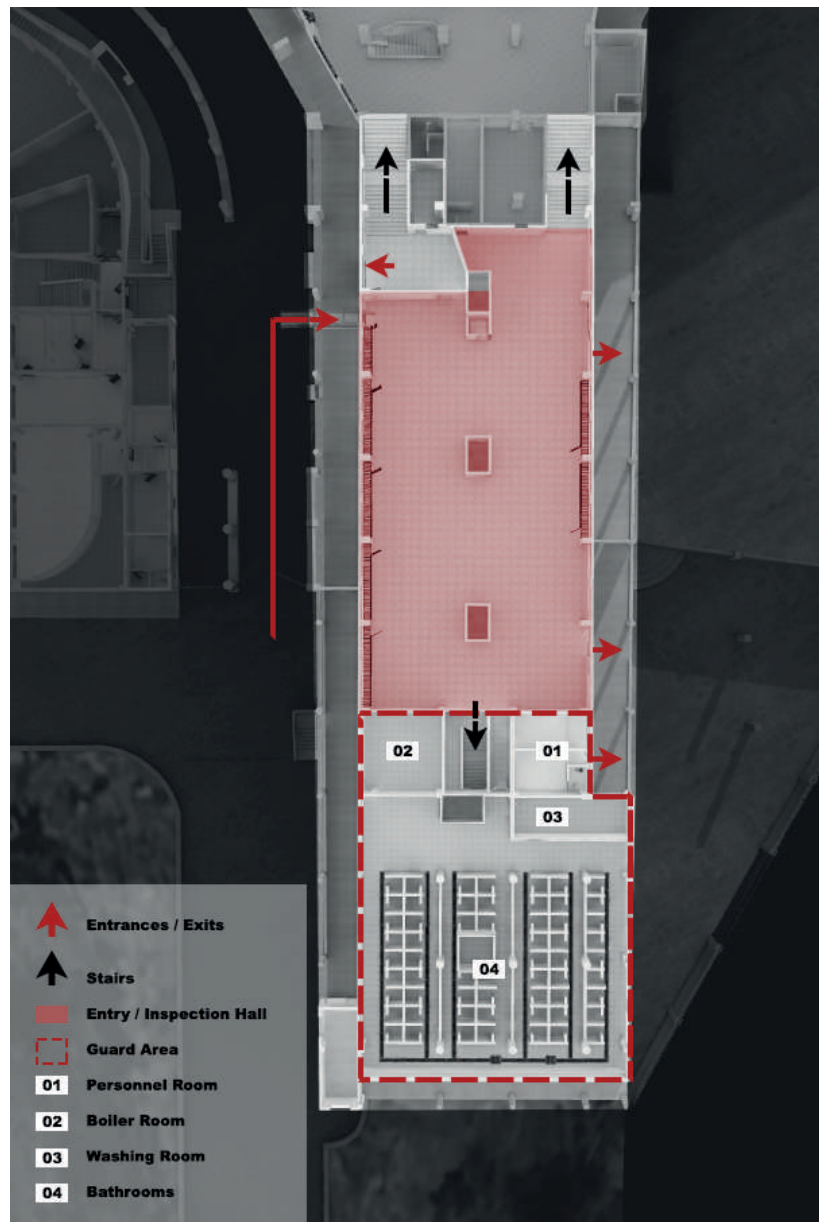 02
01
03
04
Entrances / Exits
Stairs
Entry / Inspection Hall
Guard Area
01 Personnel Room
02 Boiler Room
03 Washing Room
04 Bathrooms